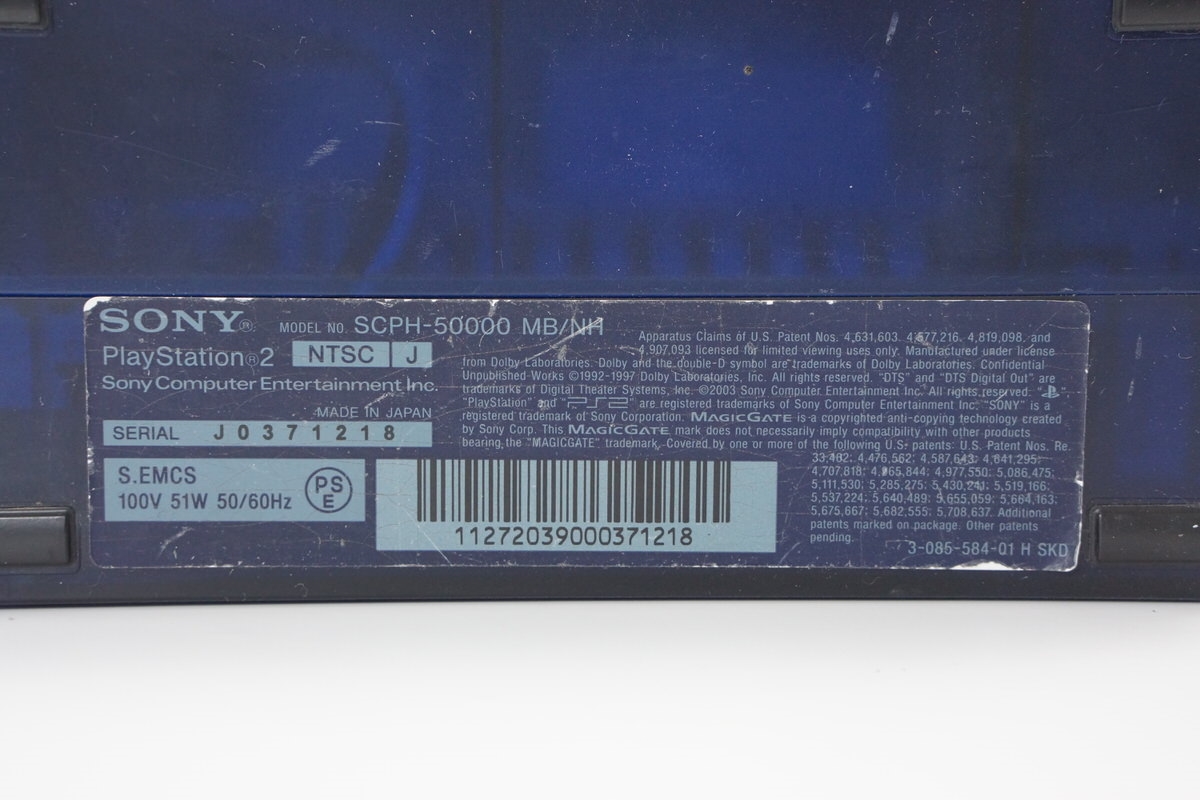 SONY®
MODEL NO. SCPH-50000 MB/NH
PlayStation®2 NTSC J
Sony Computer Entertainment Inc.
MADE IN JAPAN
SERIAL J0371218
S.EMCS
100V 51W 50/60Hz
PS
E
11272039000371218
Apparatus Claims of U.S. Patent Nos. 4,631,603, 4,577,216, 4,819,098, and
4,907,093 licensed for limited viewing uses only. Manufactured under license
from Dolby Laboratories. Dolby and the double-D symbol are trademarks of Dolby Laboratories. Confidential
Unpublished Works ©1992-1997 Dolby Laboratories, Inc. All rights reserved. "DTS" and "DTS Digital Out" are
trademarks of Digital Theater Systems, Inc. ©2003 Sony Computer Entertainment Inc. All rights reserved. " ",
"PlayStation" and " PS2 " are registered trademarks of Sony Computer Entertainment Inc. "SONY" is a
registered trademark of Sony Corporation. MAGICGATE is a copyrighted anti-copying technology created
by Sony Corp. This MAGICGATE mark does not necessarily imply compatibility with other products
bearing the "MAGICGATE" trademark. Covered by one or more of the following U.S. patents: U.S. Patent Nos. Re.
33,482; 4,476,562; 4,587,643; 4,641,295;
4,707,818; 4,965,844; 4,977,550; 5,086,475;
5,111,530; 5,285,275; 5,430,241; 5,519,166;
5,537,224; 5,640,489; 5,655,059; 5,664,163;
5,675,667; 5,682,555; 5,708,637. Additional
patents marked on package. Other patents
pending.
3-085-584-01 H SKD